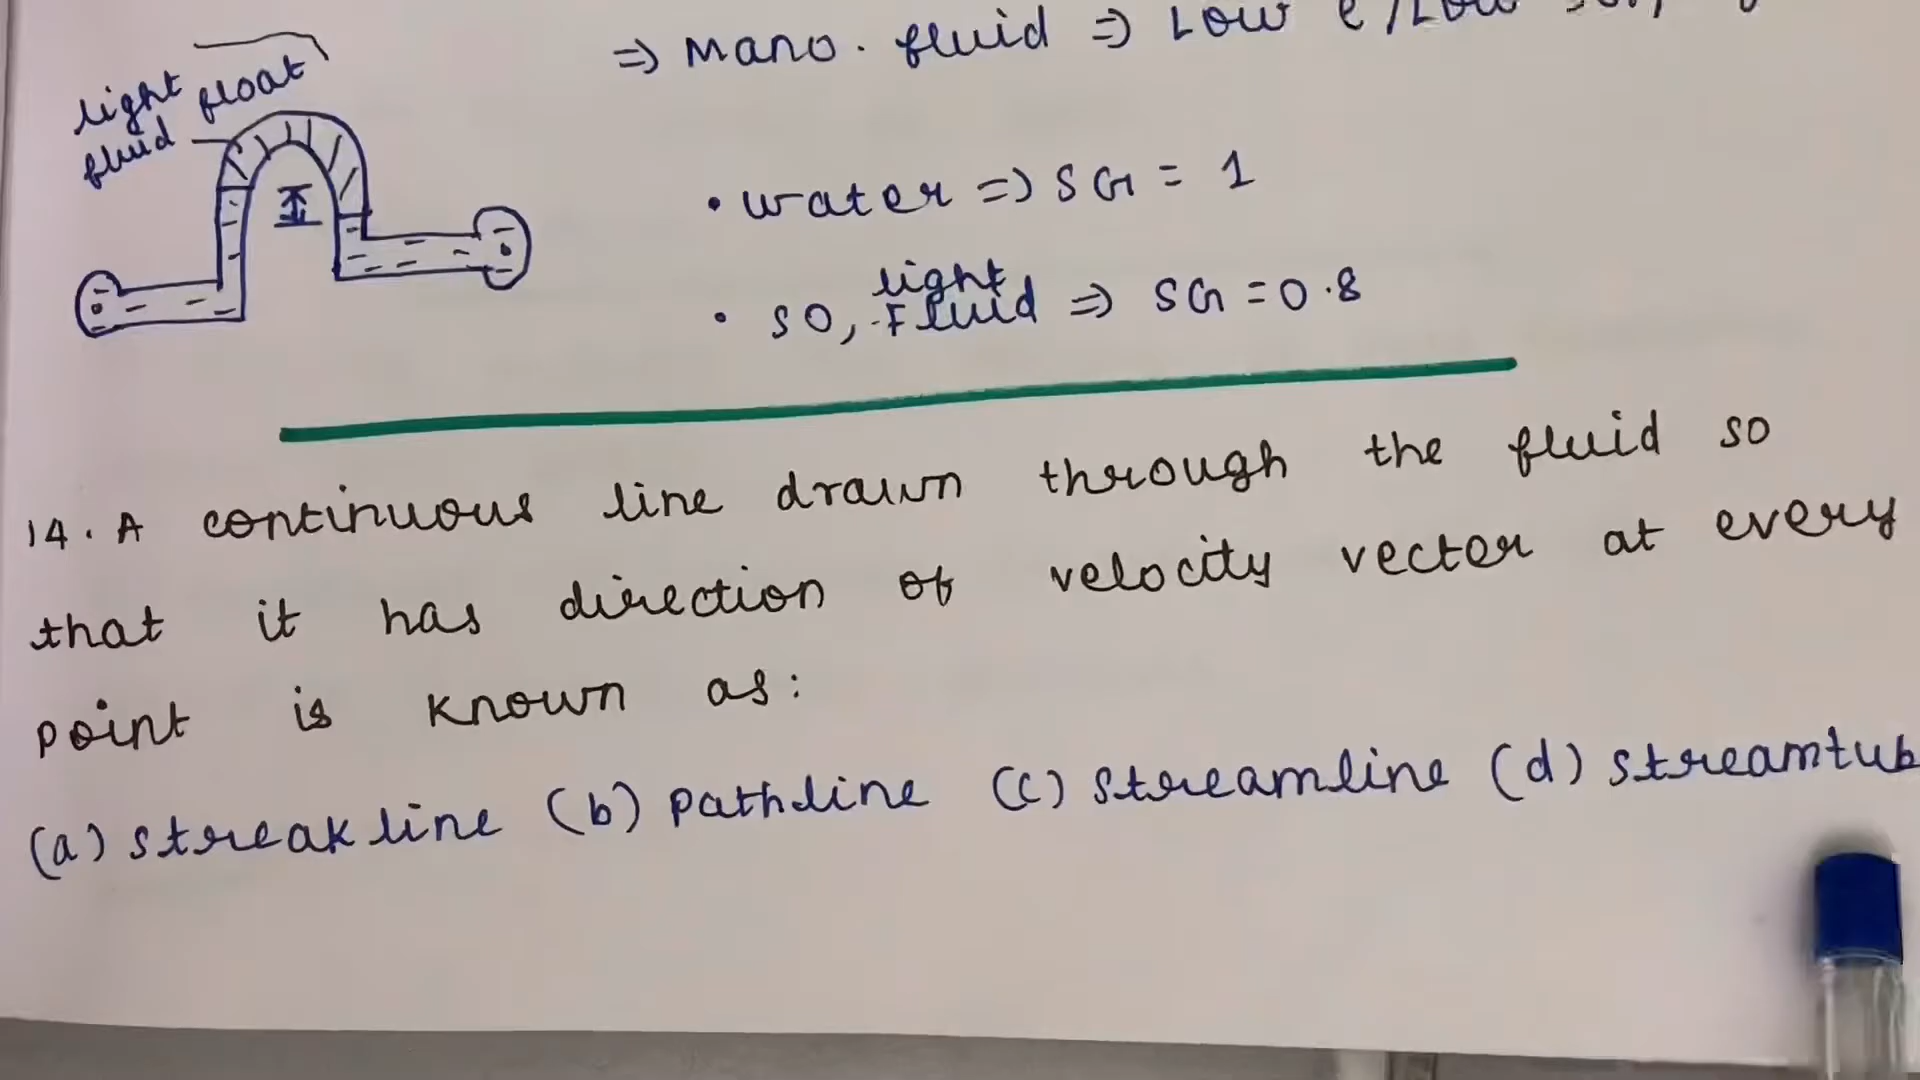 ⇒ Mano. fluid ⇒ Low
light float
fluid
• water ⇒ SG = 1
• so, light Fluid ⇒ SG = 0.8
14. A continuous line drawn through the fluid so
that it has direction of velocity vector at every
point is known as:
(a) streak line (b) pathline (c) streamline (d) streamtub